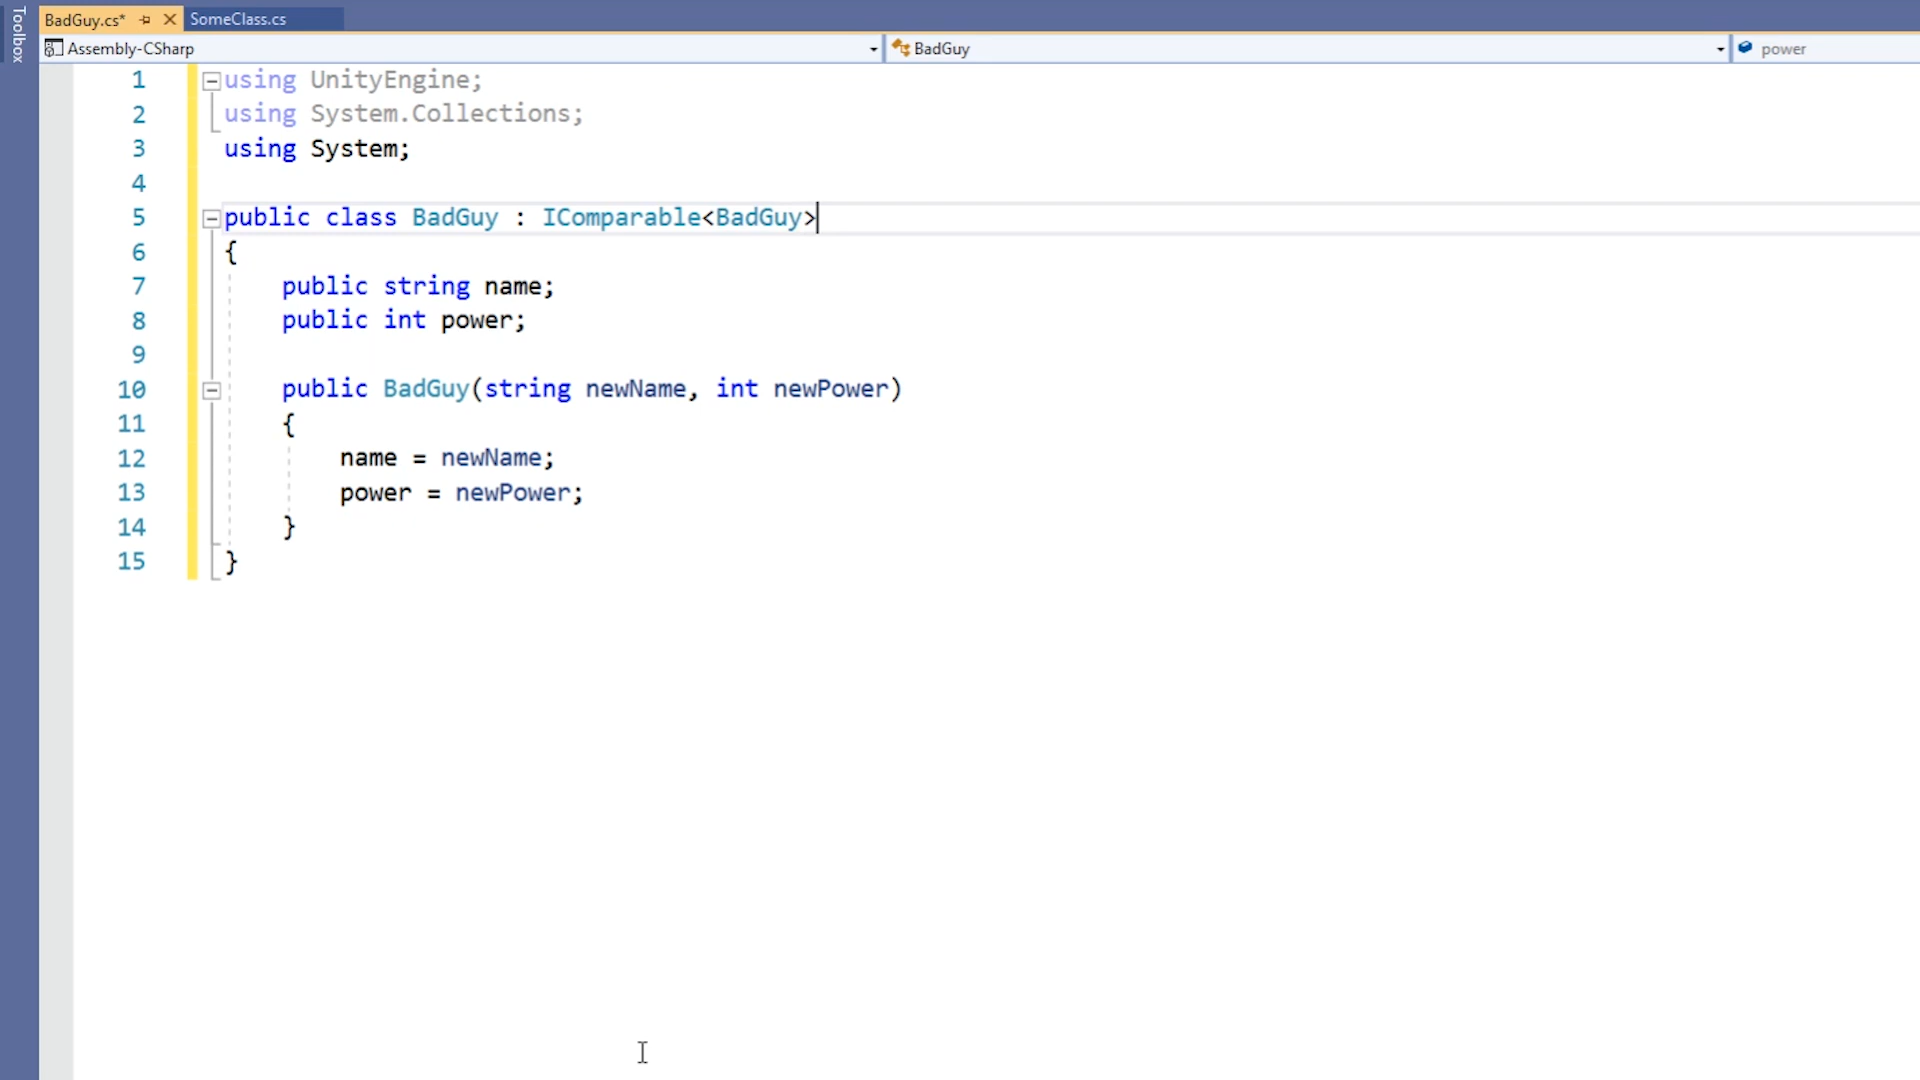 Toolbox
BadGuy.cs* SomeClass.cs
Assembly-CSharp BadGuy power
1 using UnityEngine;
2 using System.Collections;
3 using System;
4
5 public class BadGuy : IComparable<BadGuy>
6 {
7 public string name;
8 public int power;
9
10 public BadGuy(string newName, int newPower)
11 {
12 name = newName;
13 power = newPower;
14 }
15 }